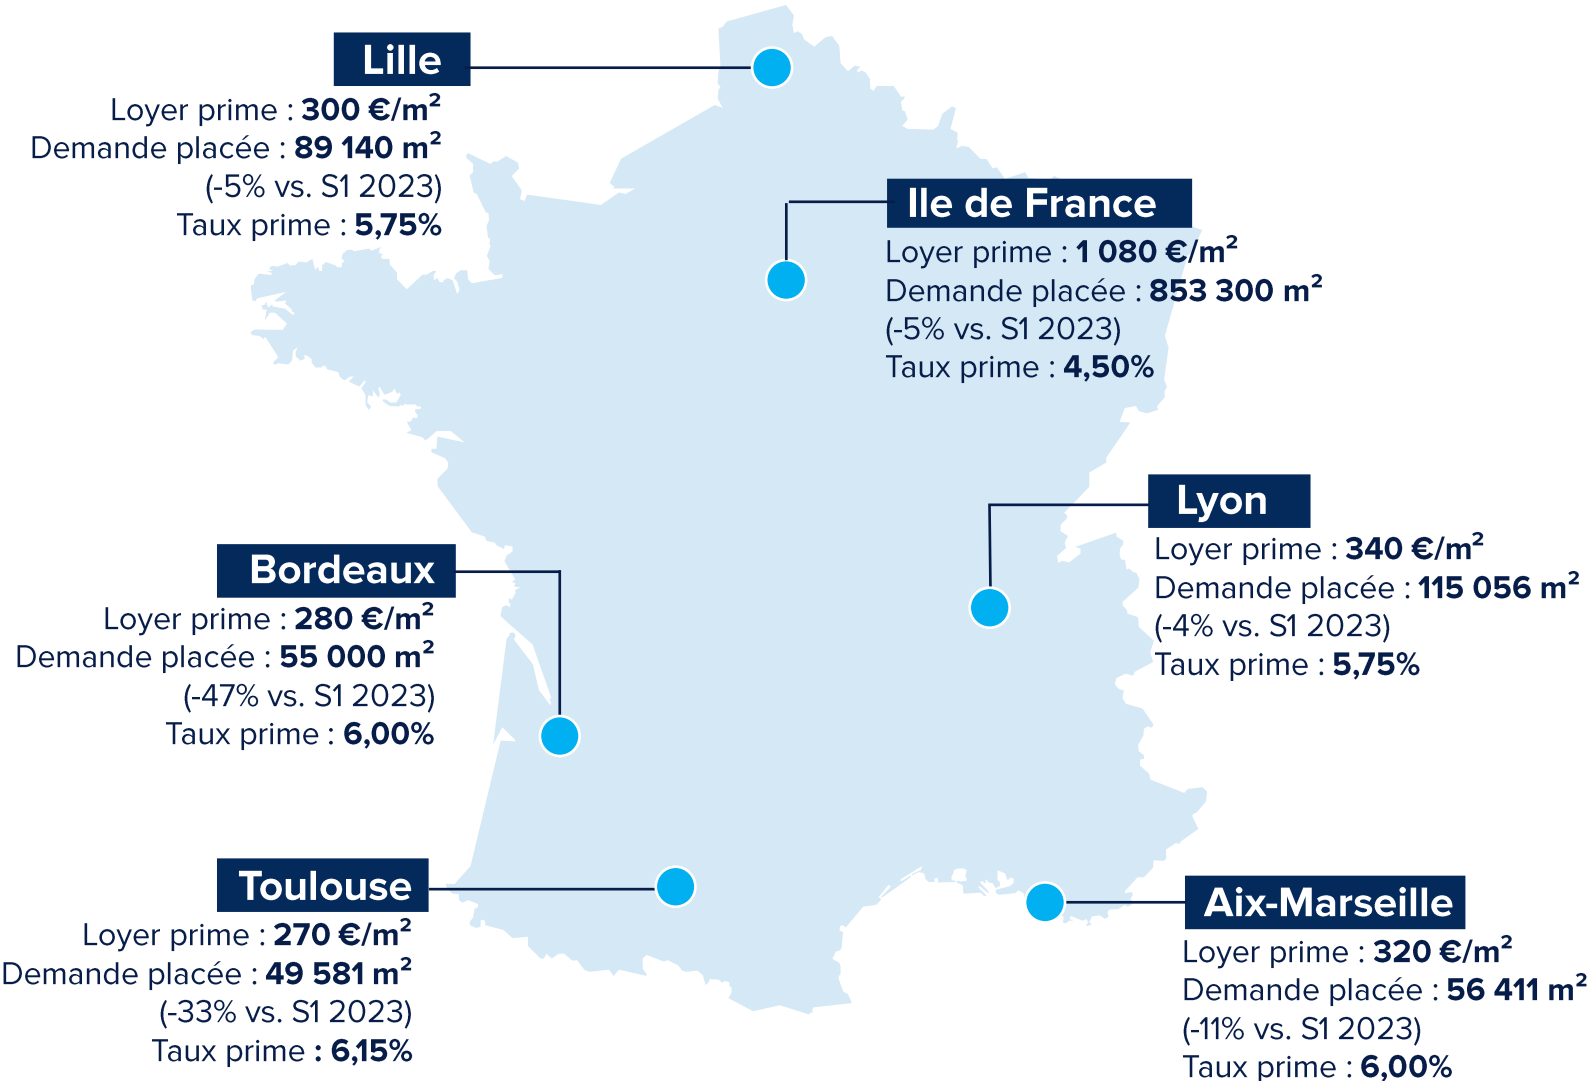 Lille
Loyer prime : 300 €/m²
Demande placée : 89 140 m²
(-5% vs. S1 2023)
Taux prime : 5,75%
Ile de France
Loyer prime : 1 080 €/m²
Demande placée : 853 300 m²
(-5% vs. S1 2023)
Taux prime : 4,50%
Lyon
Loyer prime : 340 €/m²
Demande placée : 115 056 m²
(-4% vs. S1 2023)
Taux prime : 5,75%
Bordeaux
Loyer prime : 280 €/m²
Demande placée : 55 000 m²
(-47% vs. S1 2023)
Taux prime : 6,00%
Toulouse
Loyer prime : 270 €/m²
Demande placée : 49 581 m²
(-33% vs. S1 2023)
Taux prime : 6,15%
Aix-Marseille
Loyer prime : 320 €/m²
Demande placée : 56 411 m²
(-11% vs. S1 2023)
Taux prime : 6,00%